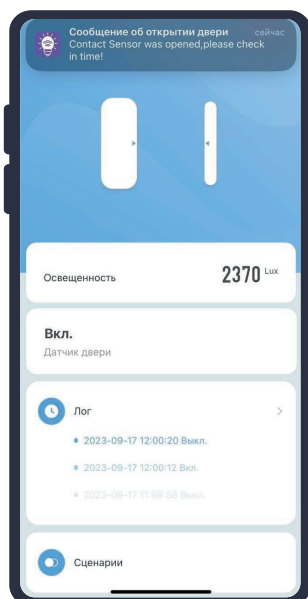 Сообщение об открытии двери сейчас
Contact Sensor was opened,please check
in time!
Освещенность 2370 Lux
Вкл.
Датчик двери
Лог
2023-09-17 12:00:20 Выкл.
2023-09-17 12:00:12 Вкл.
2023-09-17 11:59:58 Выкл.
Сценарии